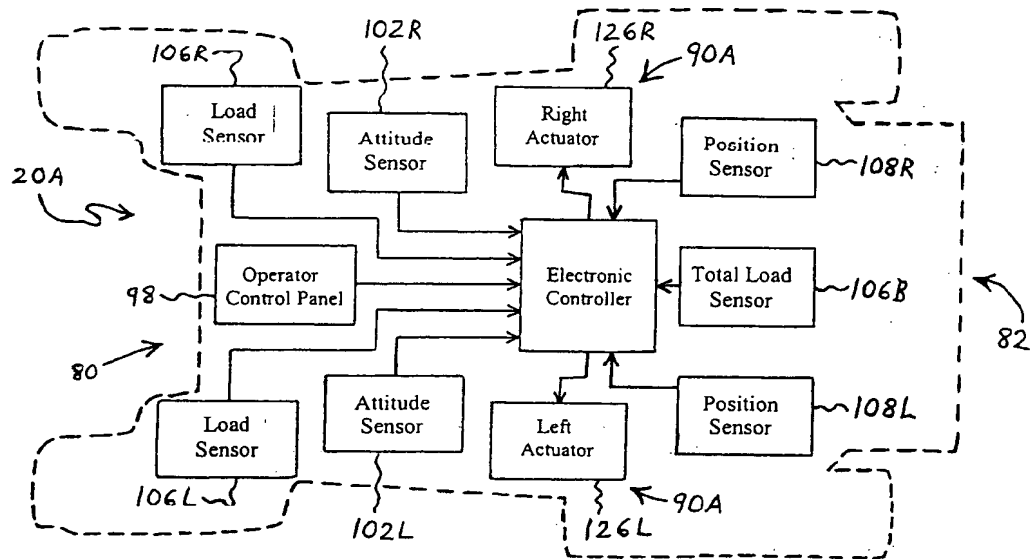 106R
102R
126R
90A
Load
Sensor
Attitude
Sensor
Right
Actuator
Position
Sensor
108R
20A
Operator
Control Panel
98
Electronic
Controller
Total Load
Sensor
106B
80
82
Load
Sensor
Attitude
Sensor
Left
Actuator
Position
Sensor
108L
106L
102L
126L
90A